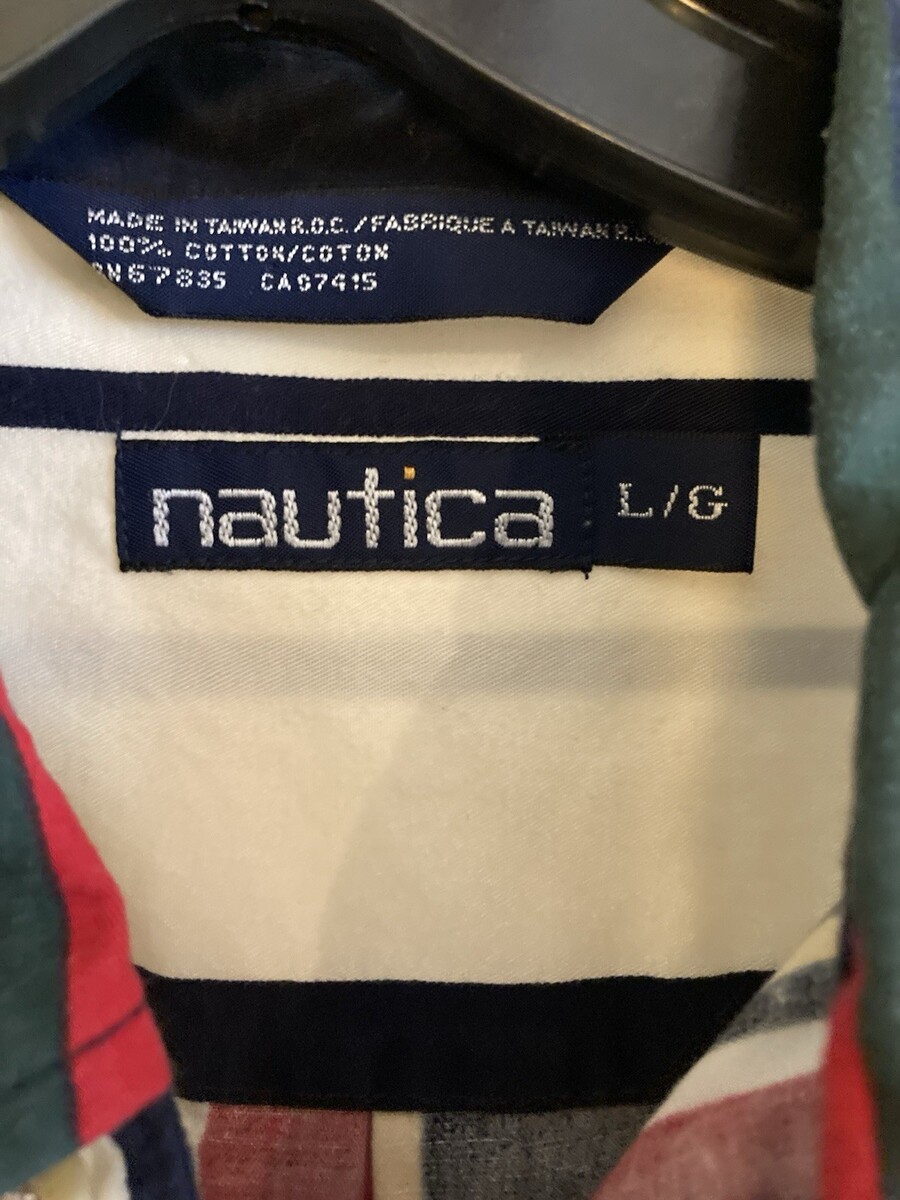 MADE IN TAIWAN R.O.C./FABRIQUE A TAIWAN
100% COTTON/COTON
RN67835 CA07415
nautica L/G